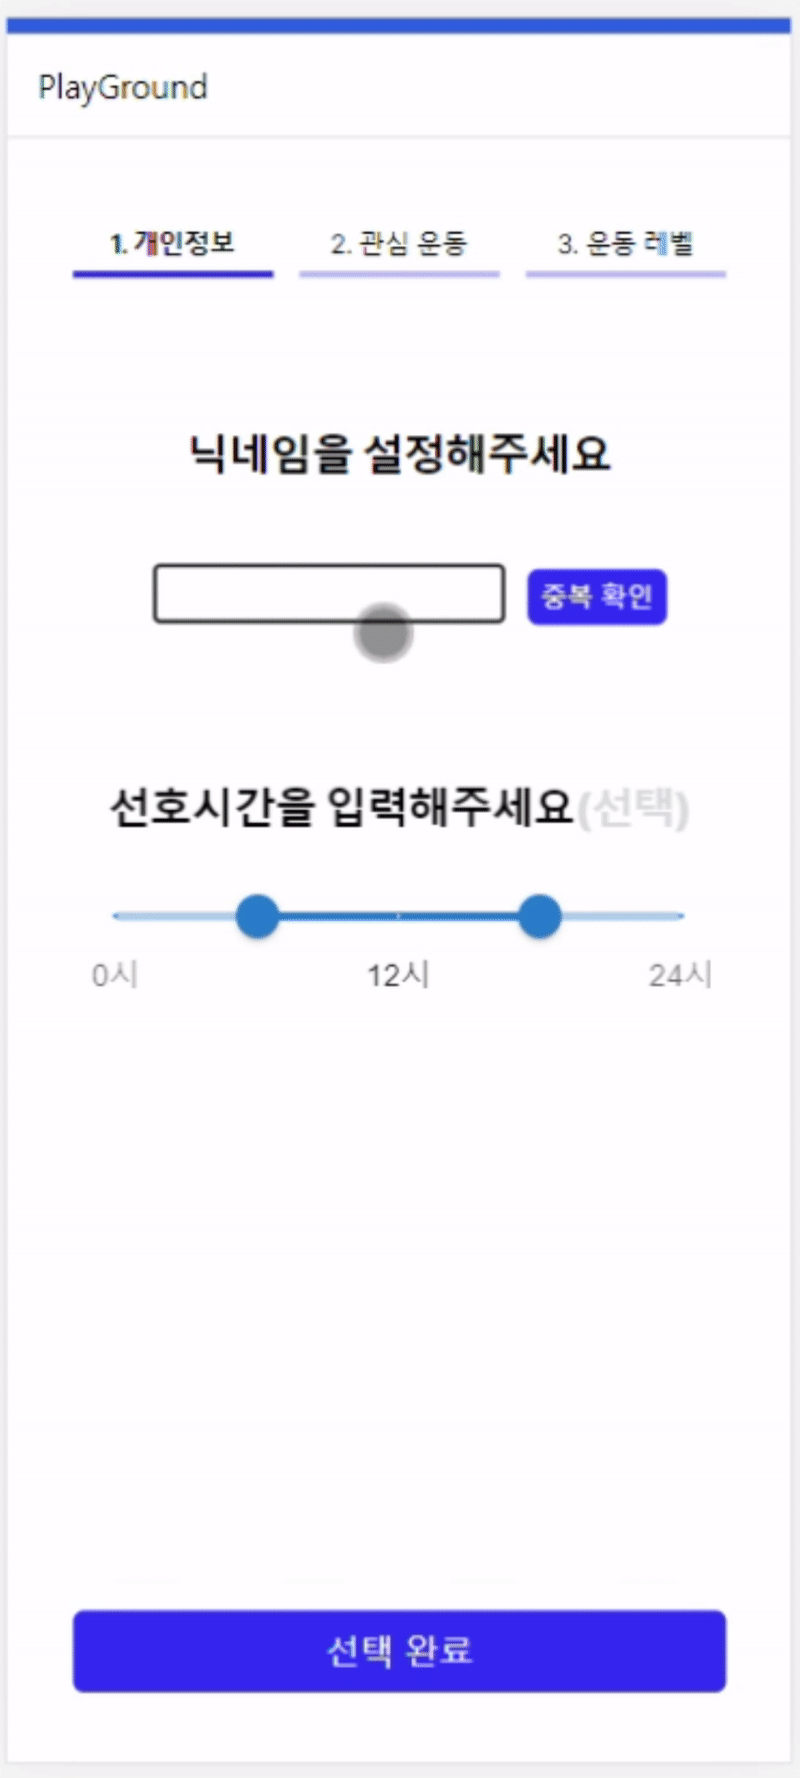 PlayGround
1. 개인정보 2. 관심 운동 3. 운동 레벨
닉네임을 설정해주세요
중복 확인
선호시간을 입력해주세요(선택)
0시 12시 24시
선택 완료